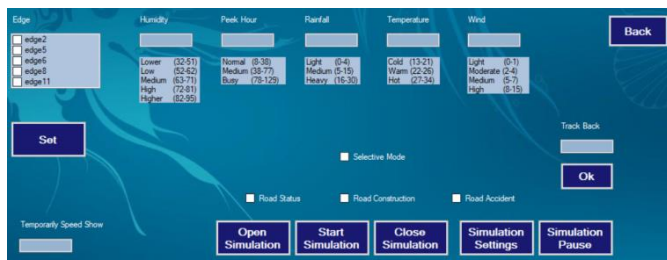 Edge
Humidity
Peek Hour
Rainfall
Temperature
Wind
Back
edge2
edge5
edge6
edge8
edge11
Lower (32-51)
Low (52-62)
Medium (63-71)
High (72-81)
Higher (82-95)
Normal (8-38)
Medium (38-77)
Busy (78-129)
Light (0-4)
Medium (5-15)
Heavy (16-30)
Cold (13-21)
Warm (22-26)
Hot (27-34)
Light (0-1)
Moderate (2-4)
Medium (5-7)
High (8-15)
Set
Track Back
Selective Mode
Ok
Road Status
Road Construction
Road Accident
Temporarily Speed Show
Open
Simulation
Start
Simulation
Close
Simulation
Simulation
Settings
Simulation
Pause